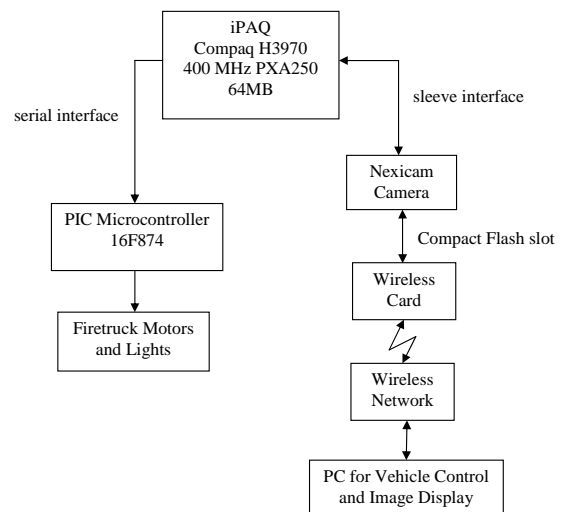 iPAQ
Compaq H3970
400 MHz PXA250
64MB
serial interface
sleeve interface
Nexicam
Camera
PIC Microcontroller
16F874
Compact Flash slot
Wireless
Card
Firetruck Motors
and Lights
Wireless
Network
PC for Vehicle Control
and Image Display